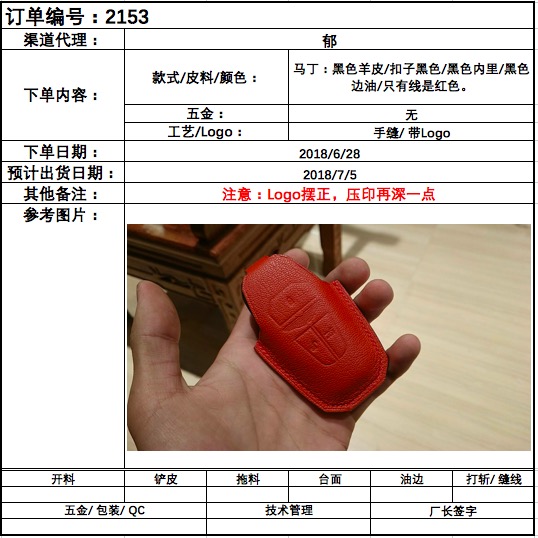 订单编号：2153
渠道代理： 郁
下单内容： 款式/皮料/颜色： 马丁：黑色羊皮/扣子黑色/黑色内里/黑色
边油/只有线是红色。
五金： 无
工艺/Logo： 手缝/ 带Logo
下单日期： 2018/6/28
预计出货日期： 2018/7/5
其他备注： 注意：Logo摆正，压印再深一点
参考图片：
开料 铲皮 拖料 台面 油边 打斩/ 缝线
五金/ 包装/ QC 技术管理 厂长签字